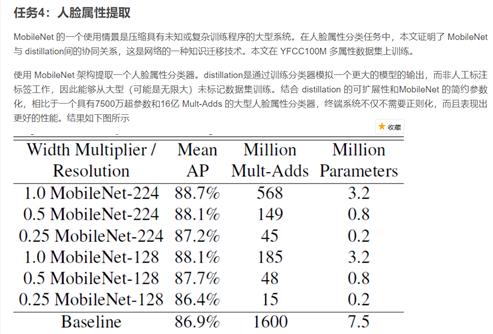 任务4：人脸属性提取
MobileNet 的一个使用情景是压缩具有未知或复杂训练程序的大型系统。在人脸属性分类任务中，本文证明了 MobileNet
与 distillation间的协同关系，这是网络的一种知识迁移技术。本文在 YFCC100M 多属性数据集上训练。
使用 MobileNet 架构提取一个人脸属性分类器。distillation是通过训练分类器模拟一个更大的模型的输出，而非人工标注
标签工作，因此能够从大型（可能是无限大）未标记数据集训练。结合 distillation 的可扩展性和MobileNet 的简约参数
化，相比于一个具有7500万超参数和16亿 Mult-Adds 的大型人脸属性分类器，终端系统不仅不需要正则化，而且表现出
更好的性能。结果如下图所示
收藏
Width Multiplier / Mean Million Million
Resolution AP Mult-Adds Parameters
1.0 MobileNet-224 88.7% 568 3.2
0.5 MobileNet-224 88.1% 149 0.8
0.25 MobileNet-224 87.2% 45 0.2
1.0 MobileNet-128 88.1% 185 3.2
0.5 MobileNet-128 87.7% 48 0.8
0.25 MobileNet-128 86.4% 15 0.2
Baseline 86.9% 1600 7.5